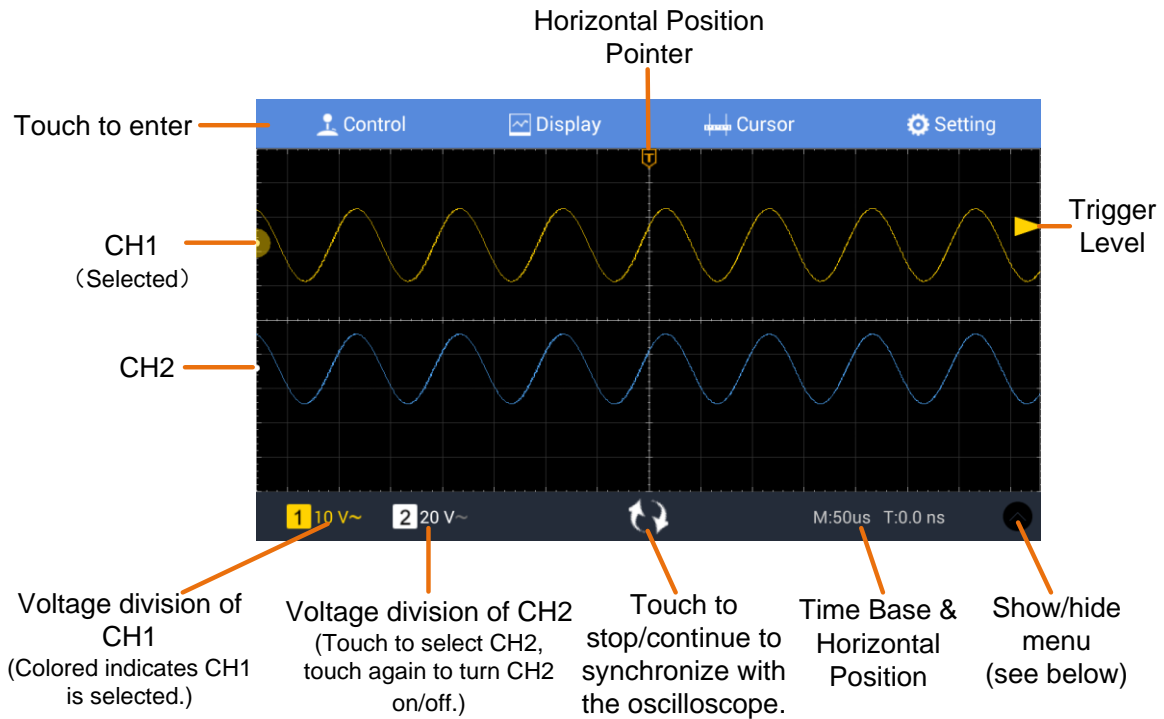 Horizontal Position
Pointer
Touch to enter
Control
Display
Cursor
Setting
T
CH1
（Selected）
Trigger
Level
CH2
1 10 V~
2 20 V~
M:50us T:0.0 ns
Voltage division of
CH1
(Colored indicates CH1
is selected.)
Voltage division of CH2
(Touch to select CH2,
touch again to turn CH2
on/off.)
Touch to
stop/continue to
synchronize with
the oscilloscope.
Time Base &
Horizontal
Position
Show/hide
menu
(see below)